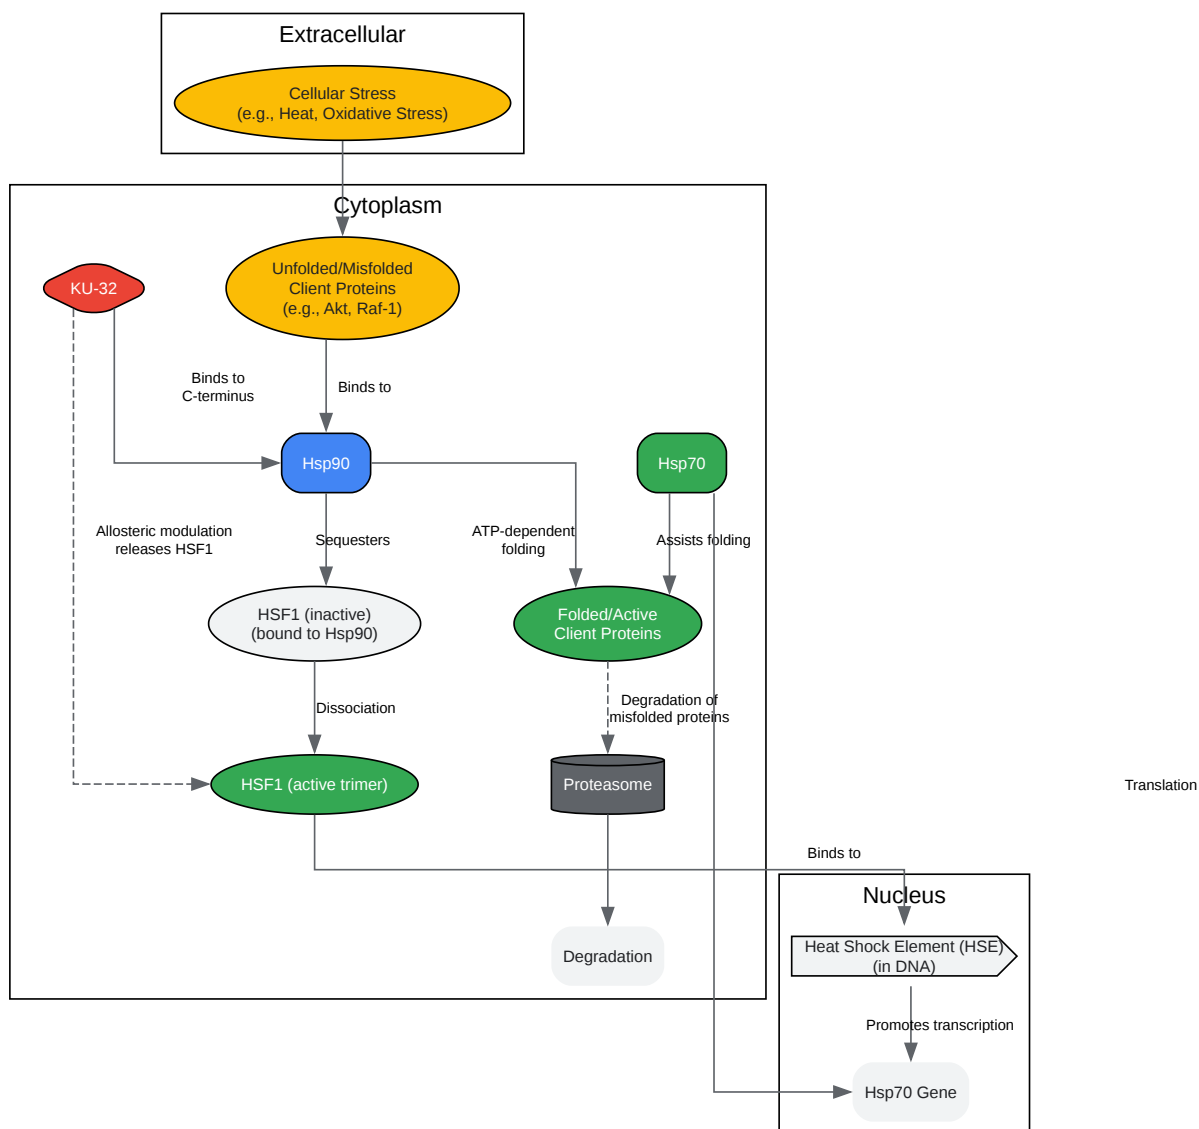 Extracellular
Cellular Stress
(e.g., Heat, Oxidative Stress)
Cytoplasm
KU-32
Unfolded/Misfolded
Client Proteins
(e.g., Akt, Raf-1)
Binds to
C-terminus
Binds to
Hsp90
Hsp70
Allosteric modulation
releases HSF1
Sequesters
ATP-dependent
folding
Assists folding
HSF1 (inactive)
(bound to Hsp90)
Folded/Active
Client Proteins
Dissociation
Degradation of
misfolded proteins
HSF1 (active trimer)
Proteasome
Translation
Binds to
Nucleus
Heat Shock Element (HSE)
(in DNA)
Degradation
Promotes transcription
Hsp70 Gene